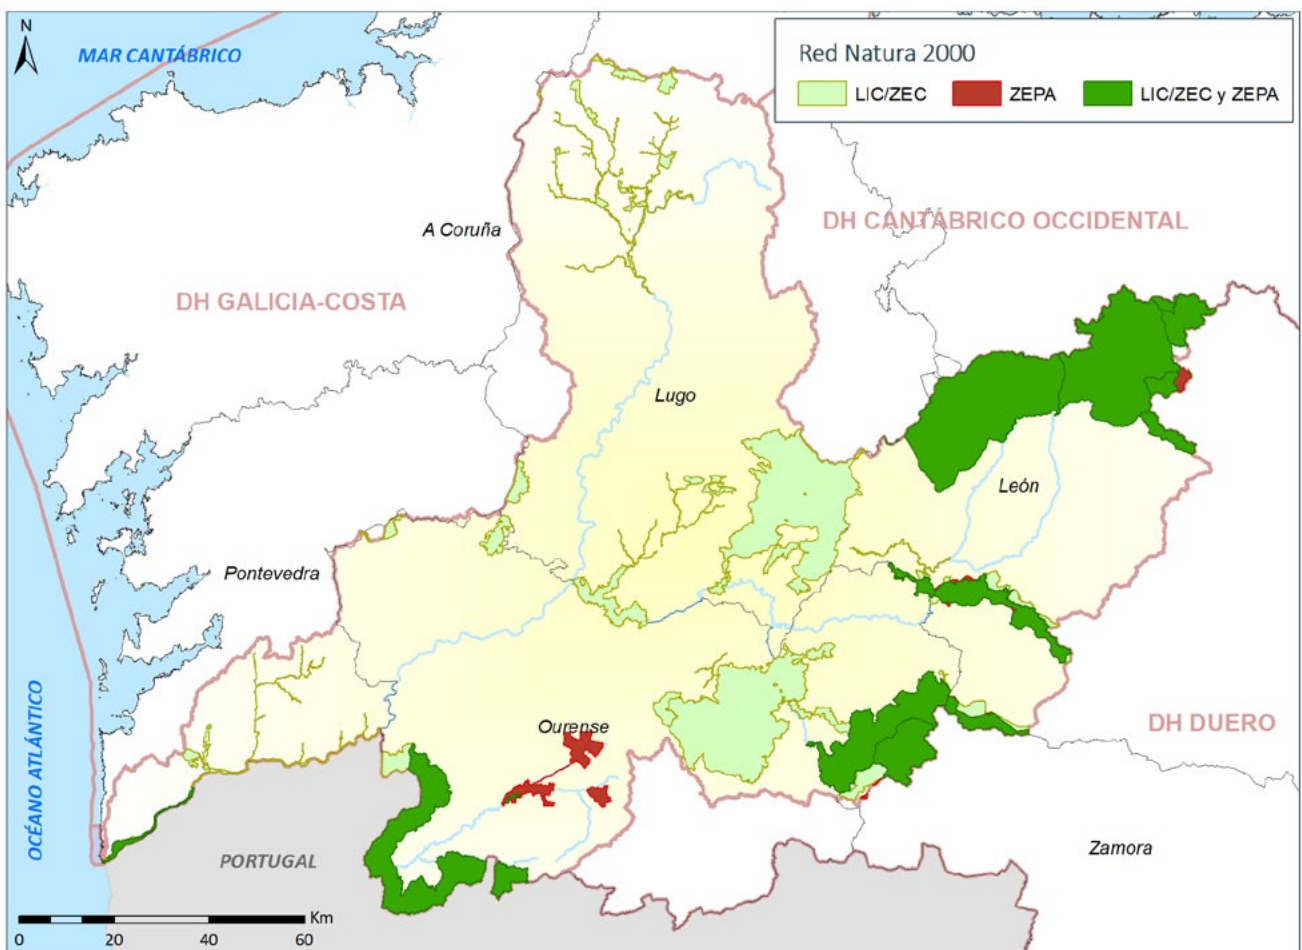 N
MAR CANTÁBRICO
Red Natura 2000
LIC/ZEC
ZEPA
LIC/ZEC y ZEPA
A Coruña
DH CANTÁBRICO OCCIDENTAL
DH GALICIA-COSTA
Lugo
León
Pontevedra
OCÉANO ATLÁNTICO
Ourense
DH DUERO
PORTUGAL
Zamora
Km
0 20 40 60